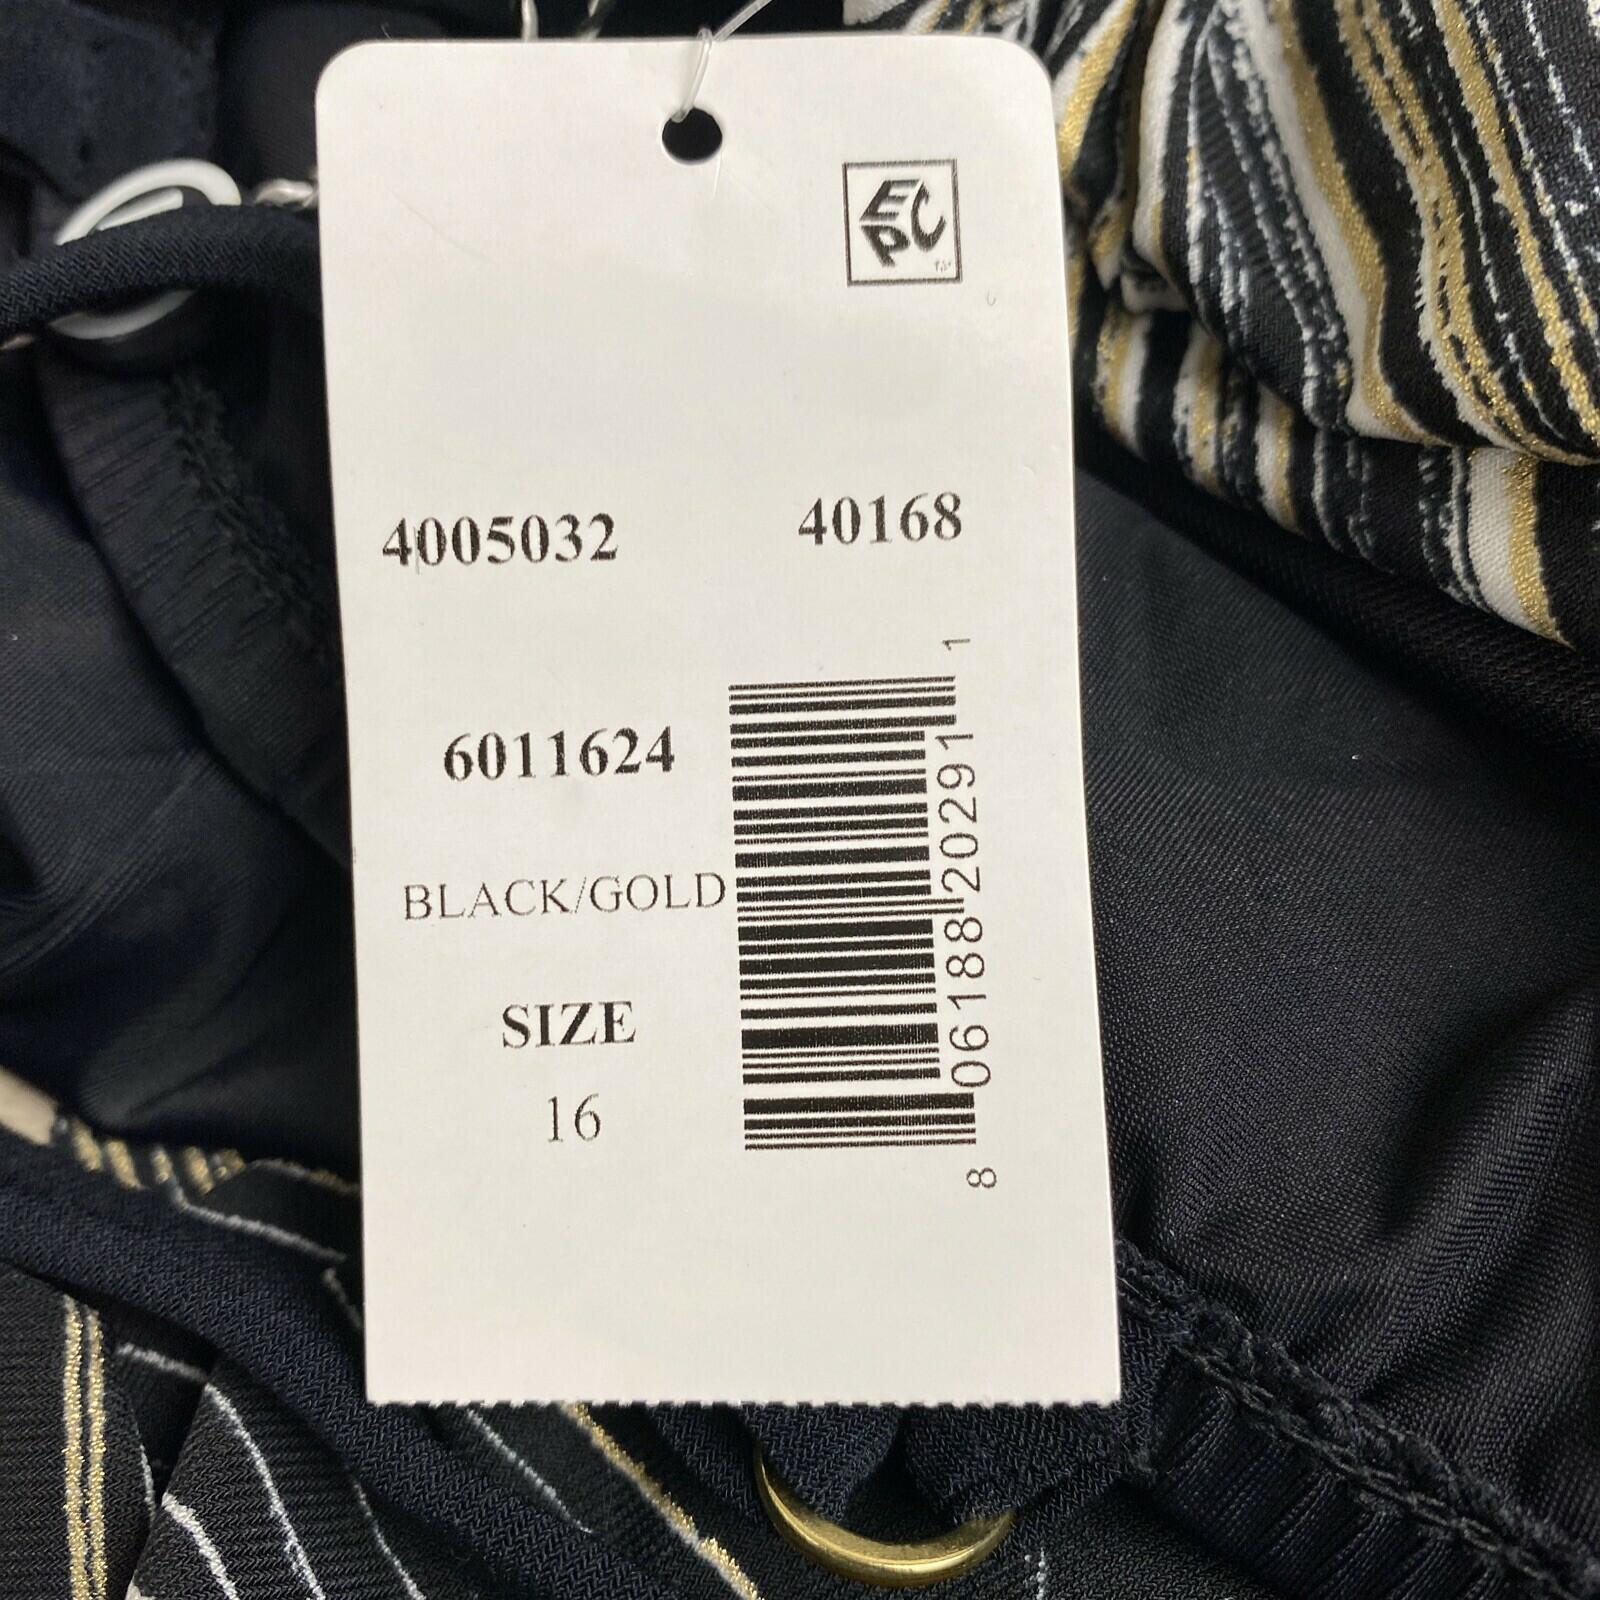 EPC
4005032 40168
6011624
BLACK/GOLD
SIZE
16
8 06188 20291 1